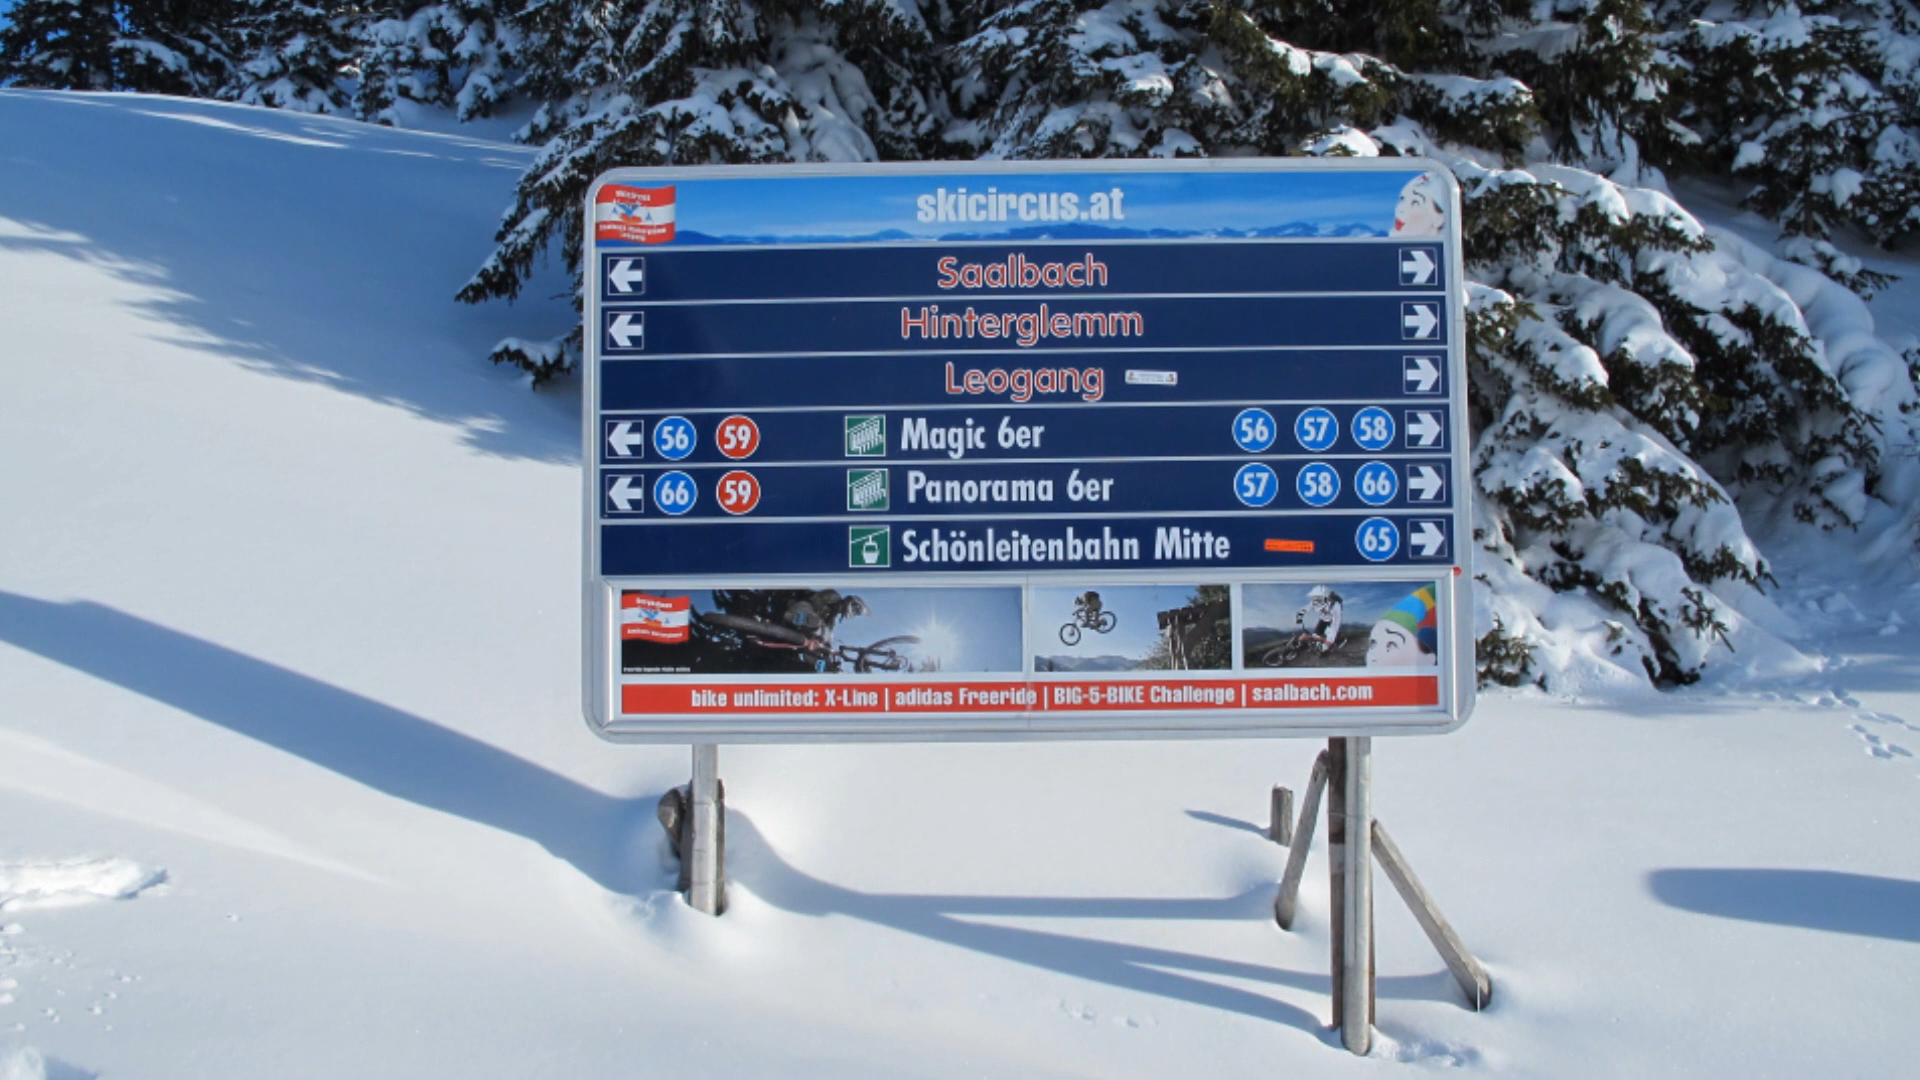 skicircus.at
Saalbach
Hinterglemm
Leogang
56 59 Magic 6er 56 57 58
66 59 Panorama 6er 57 58 66
Schönleitenbahn Mitte 65
bike unlimited: X-Line | adidas Freeride | BIG-5-BIKE Challenge | saalbach.com